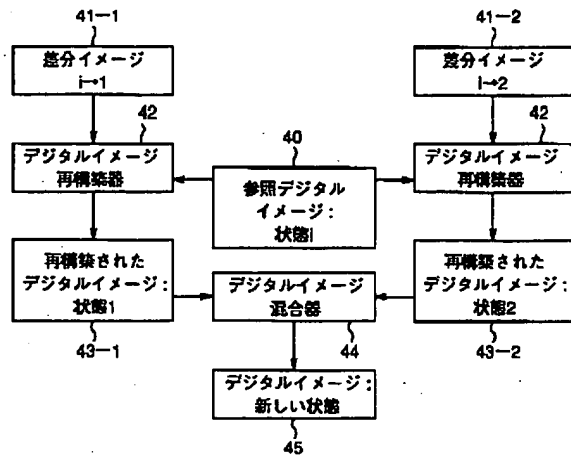 41―1
差分イメージ
i→1
41―2
差分イメージ
i→2
42
デジタルイメージ
再構築器
40
参照デジタル
イメージ：
状態i
42
デジタルイメージ
再構築器
再構築された
デジタルイメージ：
状態1
43―1
デジタルイメージ
混合器
44
再構築された
デジタルイメージ：
状態2
43―2
デジタルイメージ：
新しい状態
45